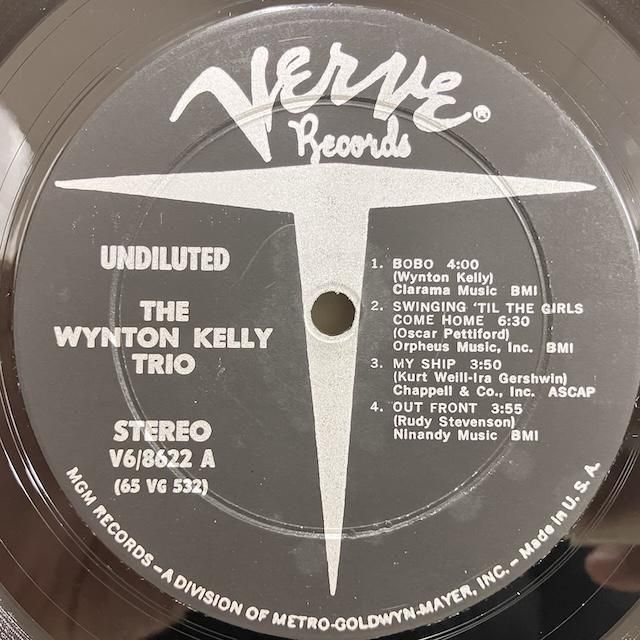 Verve®
Records
UNDILUTED
THE
WYNTON KELLY
TRIO
STEREO
V6/8622 A
(65 VG 532)
1. BOBO 4:00
(Wynton Kelly)
Clarama Music BMI
2. SWINGING 'TIL THE GIRLS
COME HOME 6:30
(Oscar Pettiford)
Orpheus Music, Inc. BMI
3. MY SHIP 3:50
(Kurt Weill-Ira Gershwin)
Chappell & Co., Inc. ASCAP
4. OUT FRONT 3:55
(Rudy Stevenson)
Ninandy Music BMI
MGM RECORDS – A DIVISION OF METRO-GOLDWYN-MAYER, INC. – Made in U.S.A.